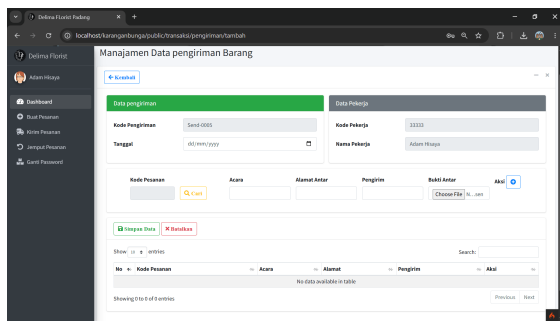 Delima Florist Padang
localhost/karanganbunga/public/transaksi/pengiriman/tambah
Delima Florist
Manajemen Data pengiriman Barang
Adam Hisaya
Kembali
Dashboard
Buat Pesanan
Kirim Pesanan
Jemput Pesanan
Ganti Password
Data pengiriman
Data Pekerja
Kode Pengiriman
Send-0005
Kode Pekerja
33333
Tanggal
dd/mm/yyyy
Nama Pekerja
Adam Hisaya
Kode Pesanan Acara Alamat Antar Pengirim Bukti Antar Aksi
Cari
Choose File N...sen
Simpan Data
Batalkan
Show 10 entries
Search:
No Kode Pesanan Acara Alamat Pengirim Aksi
No data available in table
Showing 0 to 0 of 0 entries
Previous Next